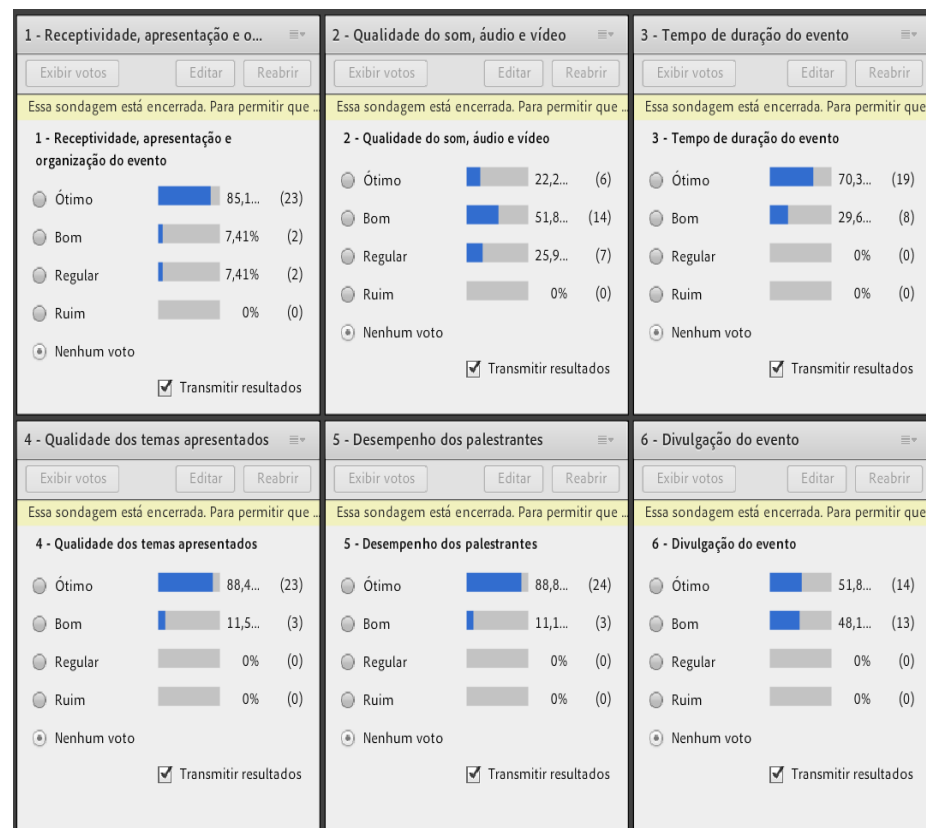 1 - Receptividade, apresentação e o...
Exibir votos Editar Reabrir
Essa sondagem está encerrada. Para permitir que ...
1 - Receptividade, apresentação e
organização do evento
Ótimo 85,1... (23)
Bom 7,41% (2)
Regular 7,41% (2)
Ruim 0% (0)
Nenhum voto
Transmitir resultados
2 - Qualidade do som, áudio e vídeo
Exibir votos Editar Reabrir
Essa sondagem está encerrada. Para permitir que ...
2 - Qualidade do som, áudio e vídeo
Ótimo 22,2... (6)
Bom 51,8... (14)
Regular 25,9... (7)
Ruim 0% (0)
Nenhum voto
Transmitir resultados
3 - Tempo de duração do evento
Exibir votos Editar Reabrir
Essa sondagem está encerrada. Para permitir que
3 - Tempo de duração do evento
Ótimo 70,3... (19)
Bom 29,6... (8)
Regular 0% (0)
Ruim 0% (0)
Nenhum voto
Transmitir resultados
4 - Qualidade dos temas apresentados
Exibir votos Editar Reabrir
Essa sondagem está encerrada. Para permitir que ...
4 - Qualidade dos temas apresentados
Ótimo 88,4... (23)
Bom 11,5... (3)
Regular 0% (0)
Ruim 0% (0)
Nenhum voto
Transmitir resultados
5 - Desempenho dos palestrantes
Exibir votos Editar Reabrir
Essa sondagem está encerrada. Para permitir que ...
5 - Desempenho dos palestrantes
Ótimo 88,8... (24)
Bom 11,1... (3)
Regular 0% (0)
Ruim 0% (0)
Nenhum voto
Transmitir resultados
6 - Divulgação do evento
Exibir votos Editar Reabrir
Essa sondagem está encerrada. Para permitir que
6 - Divulgação do evento
Ótimo 51,8... (14)
Bom 48,1... (13)
Regular 0% (0)
Ruim 0% (0)
Nenhum voto
Transmitir resultados